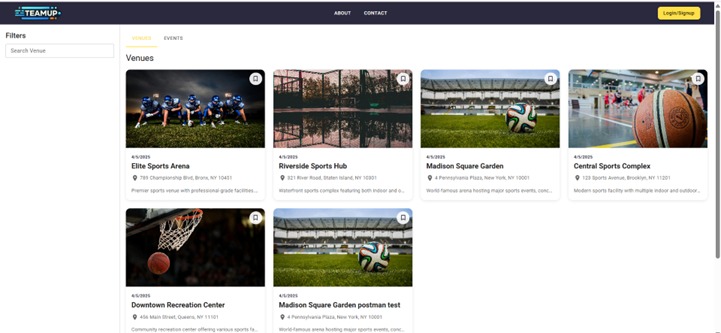 TEAMUP
ABOUT
CONTACT
Login/Signup
Filters
Search Venue
VENUES
EVENTS
Venues
4/5/2025
Elite Sports Arena
789 Championship Blvd, Bronx, NY 10451
Premier sports venue with professional-grade facilities,...
4/5/2025
Riverside Sports Hub
321 River Road, Staten Island, NY 10301
Waterfront sports complex featuring both indoor and o...
4/5/2025
Madison Square Garden
4 Pennsylvania Plaza, New York, NY 10001
World-famous arena hosting major sports events, conc...
4/5/2025
Central Sports Complex
123 Sports Avenue, Brooklyn, NY 11201
Modern sports facility with multiple indoor and outdoor...
4/5/2025
Downtown Recreation Center
456 Main Street, Queens, NY 11101
Community recreation center offering various sports fa...
4/5/2025
Madison Square Garden postman test
4 Pennsylvania Plaza, New York, NY 10001
World-famous arena hosting major sports events, conc...